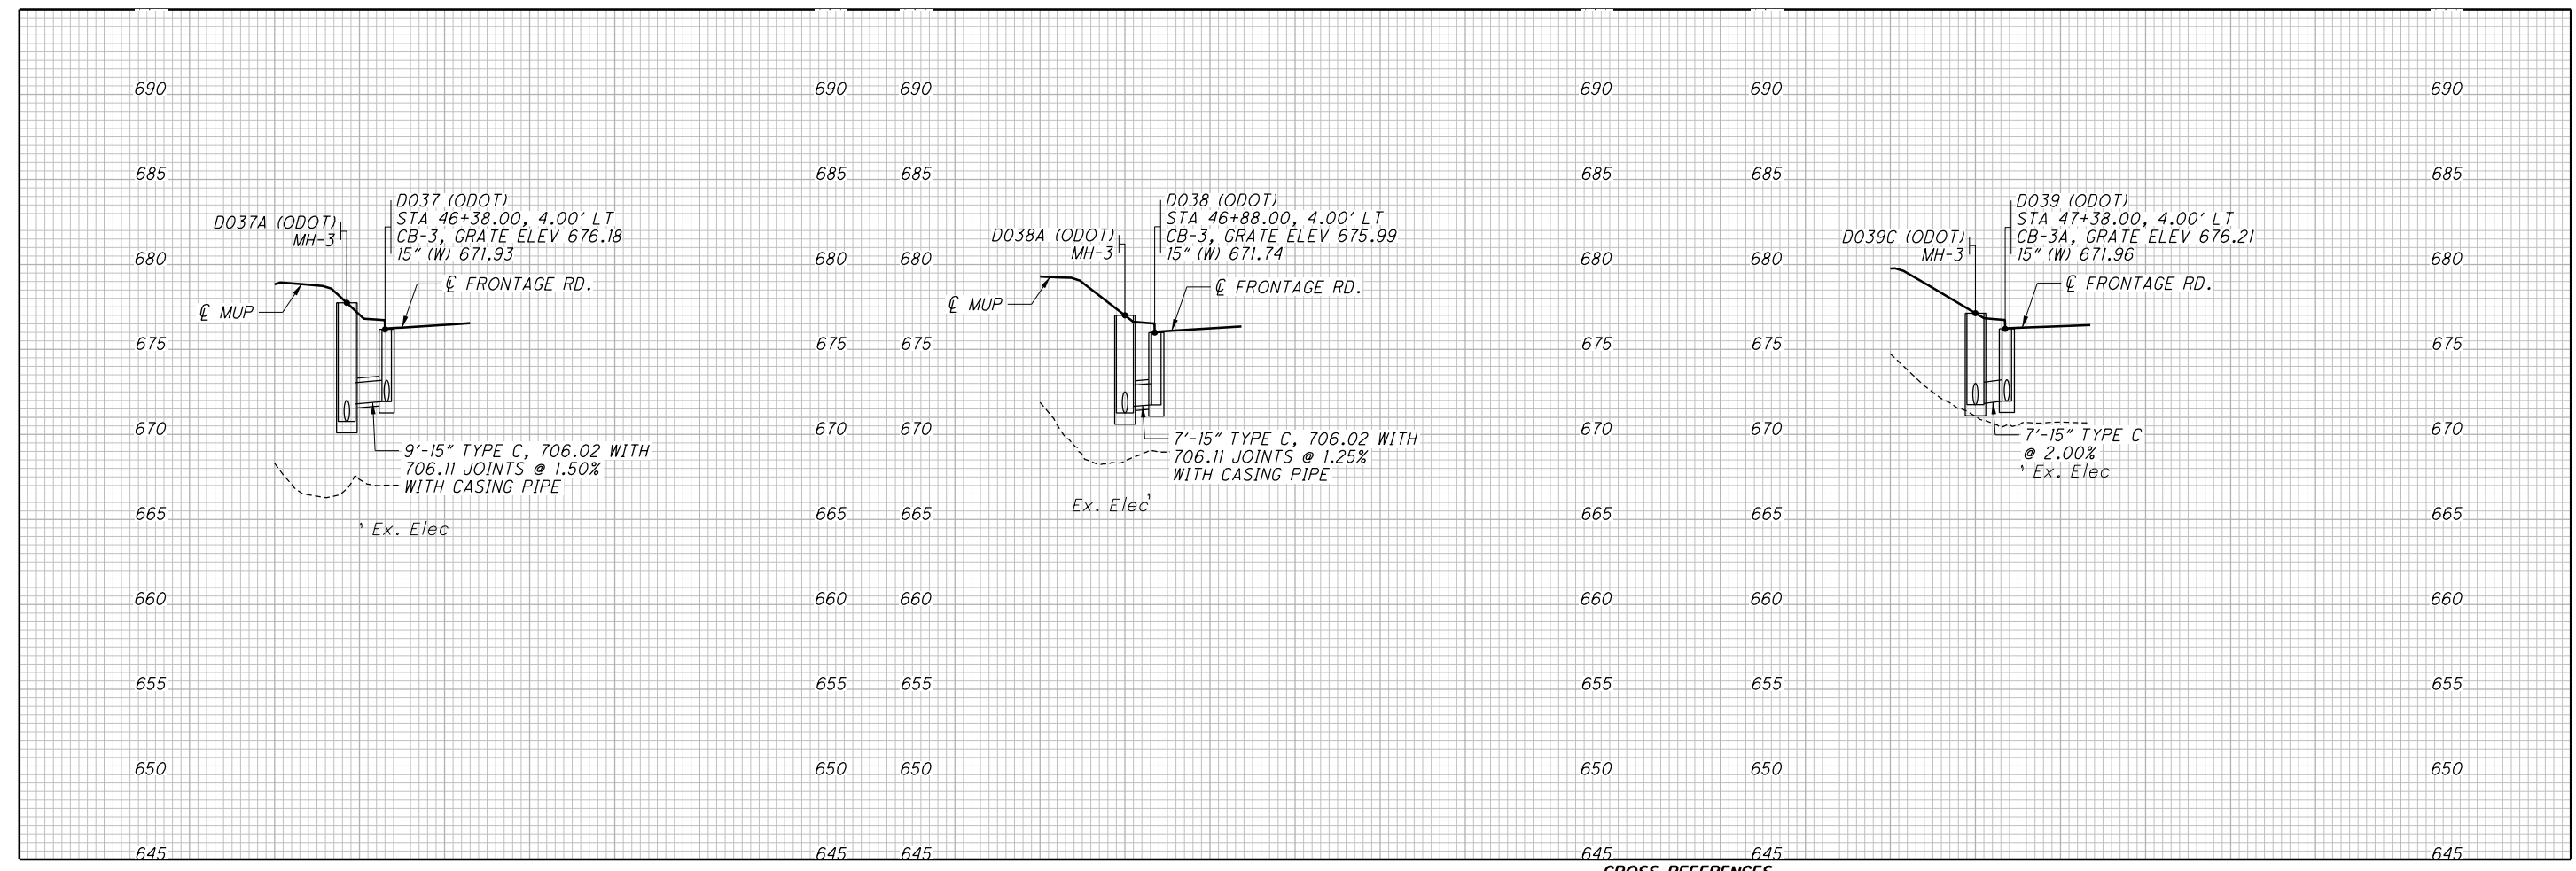 690 690 690 690 690 690
685 685 685 685 685 685
D037A (ODOT)
MH-3
D037 (ODOT)
STA 46+38.00, 4.00' LT
CB-3, GRATE ELEV 676.18
15" (W) 671.93
℄ FRONTAGE RD.
℄ MUP
9'-15" TYPE C, 706.02 WITH
706.11 JOINTS @ 1.50%
WITH CASING PIPE
Ex. Elec
D038A (ODOT)
MH-3
D038 (ODOT)
STA 46+88.00, 4.00' LT
CB-3, GRATE ELEV 675.99
15" (W) 671.74
℄ FRONTAGE RD.
℄ MUP
7'-15" TYPE C, 706.02 WITH
706.11 JOINTS @ 1.25%
WITH CASING PIPE
Ex. Elec
D039C (ODOT)
MH-3
D039 (ODOT)
STA 47+38.00, 4.00' LT
CB-3A, GRATE ELEV 676.21
15" (W) 671.96
℄ FRONTAGE RD.
7'-15" TYPE C
@ 2.00%
Ex. Elec
680 680 680 680 680 680
675 675 675 675 675 675
670 670 670 670 670 670
665 665 665 665 665 665
660 660 660 660 660 660
655 655 655 655 655 655
650 650 650 650 650 650
645 645 645 645 645 645
CROSS REFERENCES